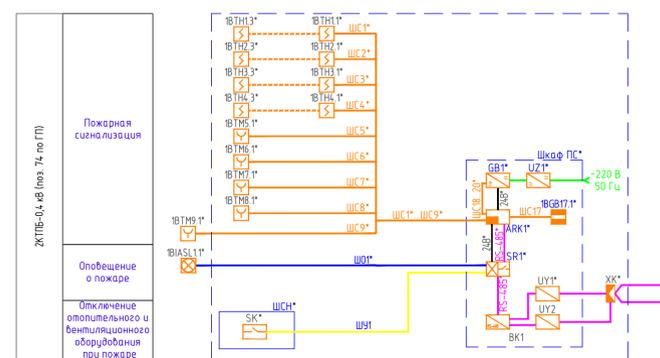 2КТПБ-0,4 кВ (поз. 74 по ГП)
Пожарная
сигнализация
Оповещение
о пожаре
Отключение
отопительного и
вентиляционного
оборудования
при пожаре
1BTH1.3*
1BTH1.1*
ШС1*
1BTH2.3*
1BTH2.1*
ШС2*
1BTH3.3*
1BTH3.1*
ШС3*
1BTH4.3*
1BTH4.1*
ШС4*
1BTM5.1*
ШС5*
1BTM6.1*
ШС6*
1BTM7.1*
ШС7*
1BTM8.1*
ШС8*
1BTM9.1*
ШС9*
ШС1*..ШС9*
1BIASL1.1*
ШО1*
ШСН*
SK*
ШУ1
Шкаф ПС*
GB1*
UZ1*
~220 В
50 Гц
ШС18..20*
24В*
1BGB17.1*
ШС17
ARK1*
24В*
RS-485*
SR1*
RS-485*
UY1*
UY2
XK*
BK1